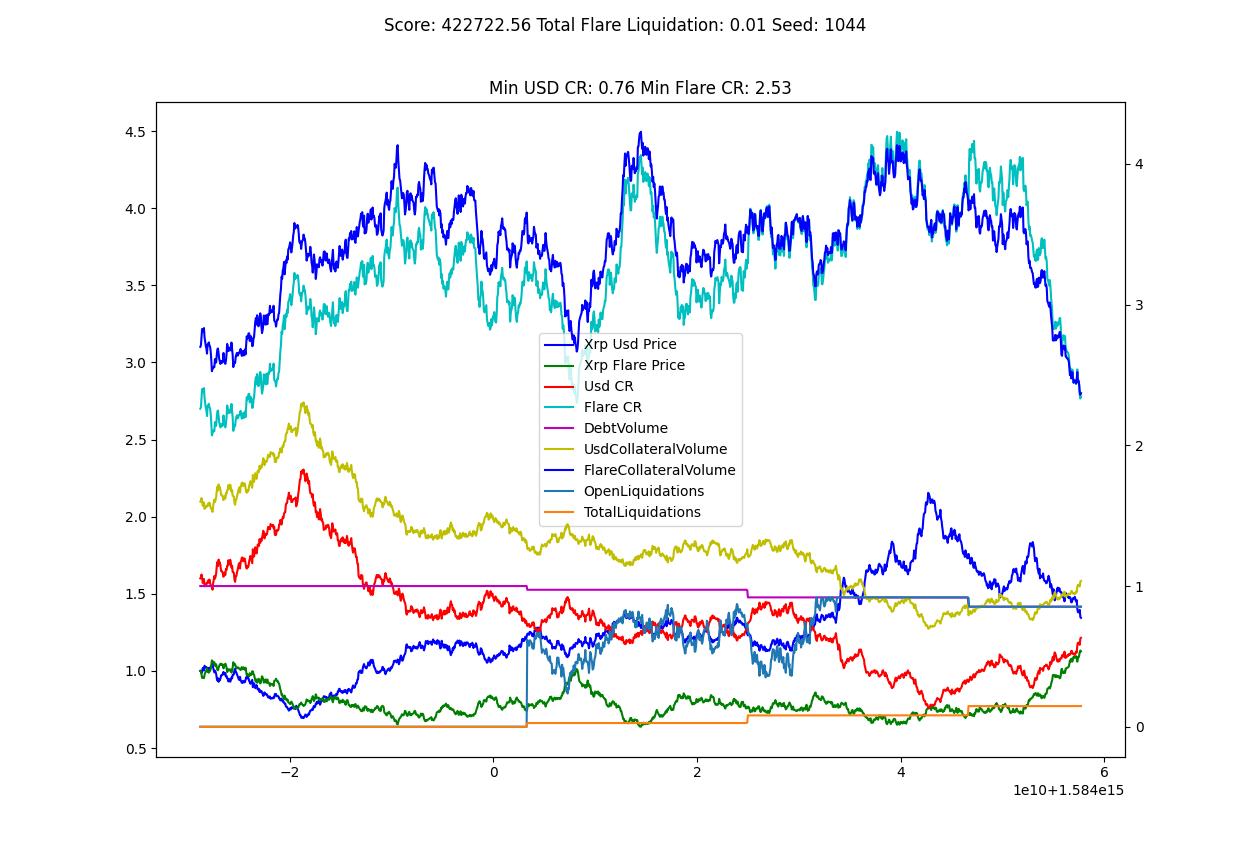 Score: 422722.56 Total Flare Liquidation: 0.01 Seed: 1044
Min USD CR: 0.76 Min Flare CR: 2.53
4.5
4.0
3.5
3.0
2.5
2.0
1.5
1.0
0.5
Xrp Usd Price
Xrp Flare Price
Usd CR
Flare CR
DebtVolume
UsdCollateralVolume
FlareCollateralVolume
OpenLiquidations
TotalLiquidations
4
3
2
1
0
−2 0 2 4 6
1e10+1.584e15